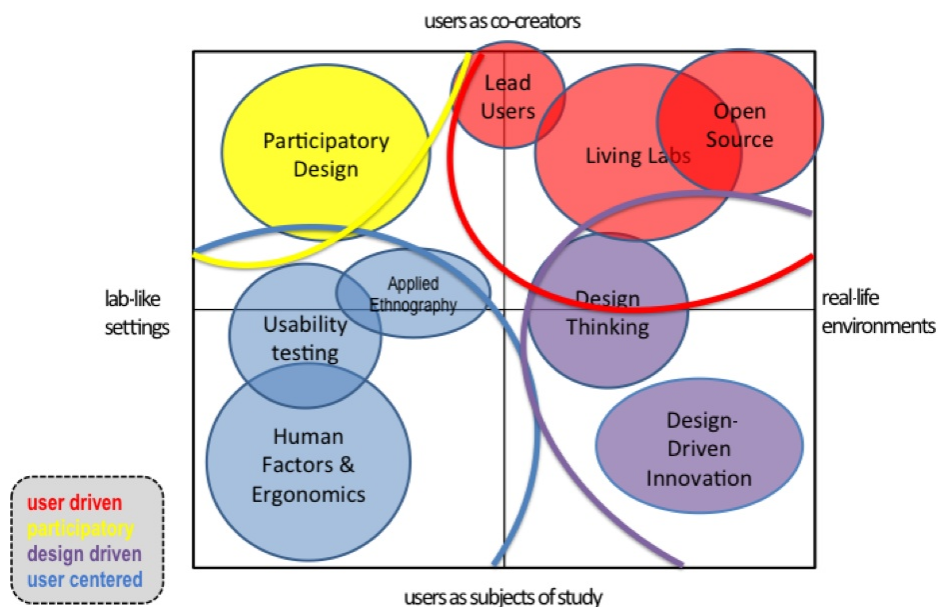 users as co-creators
Lead
Users
Open
Source
Participatory
Design
Living Labs
Applied
Ethnography
lab-like
settings
Usability
testing
Design
Thinking
real-life
environments
Human
Factors &
Ergonomics
Design-
Driven
Innovation
user driven
participatory
design driven
user centered
users as subjects of study